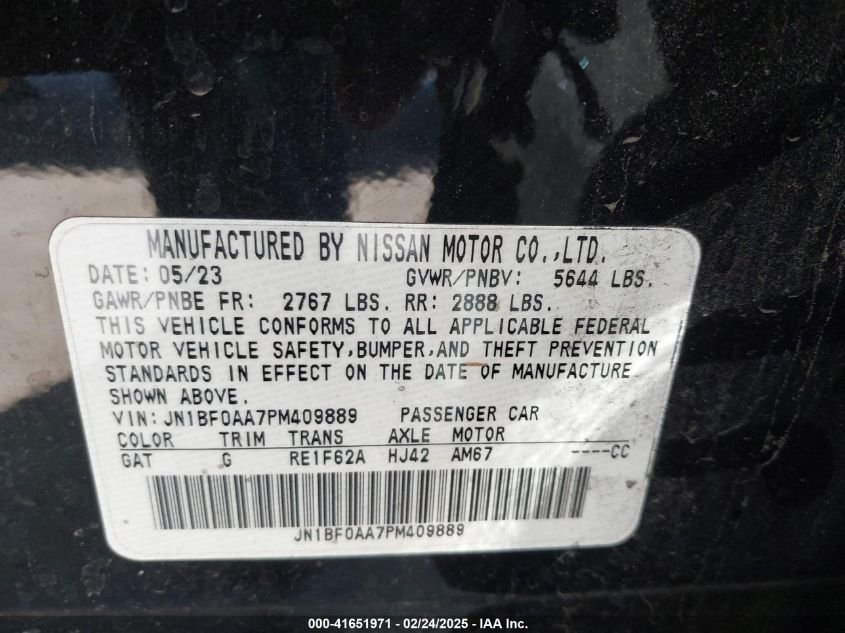 MANUFACTURED BY NISSAN MOTOR CO.,LTD.
DATE: 05/23 GVWR/PNBV: 5644 LBS.
GAWR/PNBE FR: 2767 LBS. RR: 2888 LBS.
THIS VEHICLE CONFORMS TO ALL APPLICABLE FEDERAL
MOTOR VEHICLE SAFETY,BUMPER,AND THEFT PREVENTION
STANDARDS IN EFFECT ON THE DATE OF MANUFACTURE
SHOWN ABOVE.
VIN: JN1BF0AA7PM409889 PASSENGER CAR
COLOR TRIM TRANS AXLE MOTOR
GAT G RE1F62A HJ42 AM67 ----CC
JN1BF0AA7PM409889
000-41651971 - 02/24/2025 - IAA Inc.